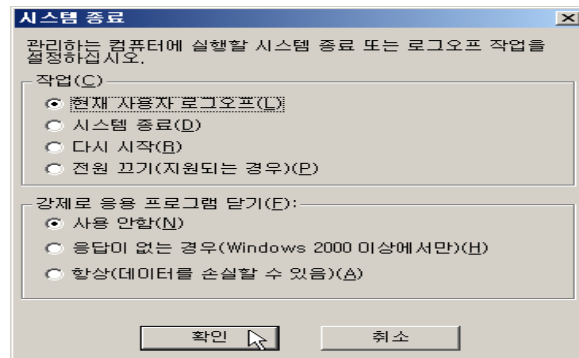 시스템 종료
관리하는 컴퓨터에 실행할 시스템 종료 또는 로그오프 작업을
설정하십시오.
작업(C)
현재 사용자 로그오프(L)
시스템 종료(D)
다시 시작(R)
전원 끄기(지원되는 경우)(P)
강제로 응용 프로그램 닫기(F):
사용 안함(N)
응답이 없는 경우(Windows 2000 이상에서만)(H)
항상(데이터를 손실할 수 있음)(A)
확인
취소